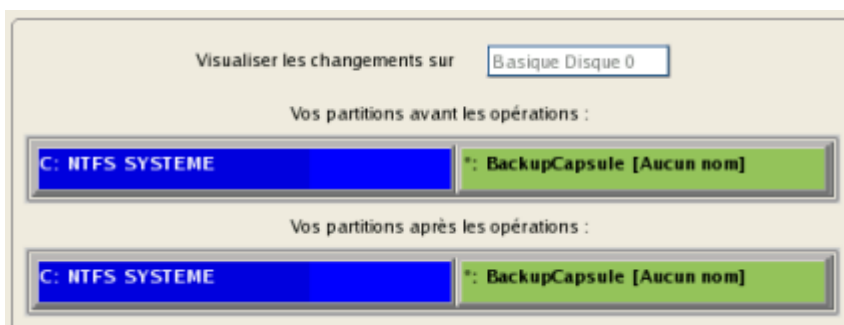 Visualiser les changements sur Basique Disque 0
Vos partitions avant les opérations :
C: NTFS SYSTEME *: BackupCapsule [Aucun nom]
Vos partitions après les opérations :
C: NTFS SYSTEME *: BackupCapsule [Aucun nom]